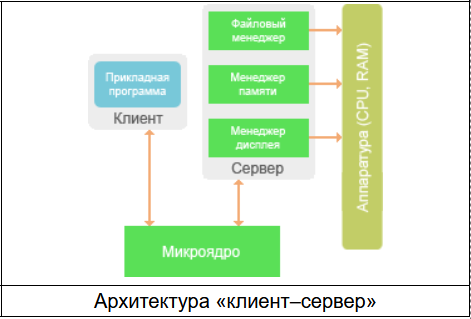 Файловый
менеджер
Прикладная
программа
Клиент
Менеджер
памяти
Менеджер
дисплея
Сервер
Аппаратура (CPU, RAM)
Микроядро
Архитектура «клиент–сервер»